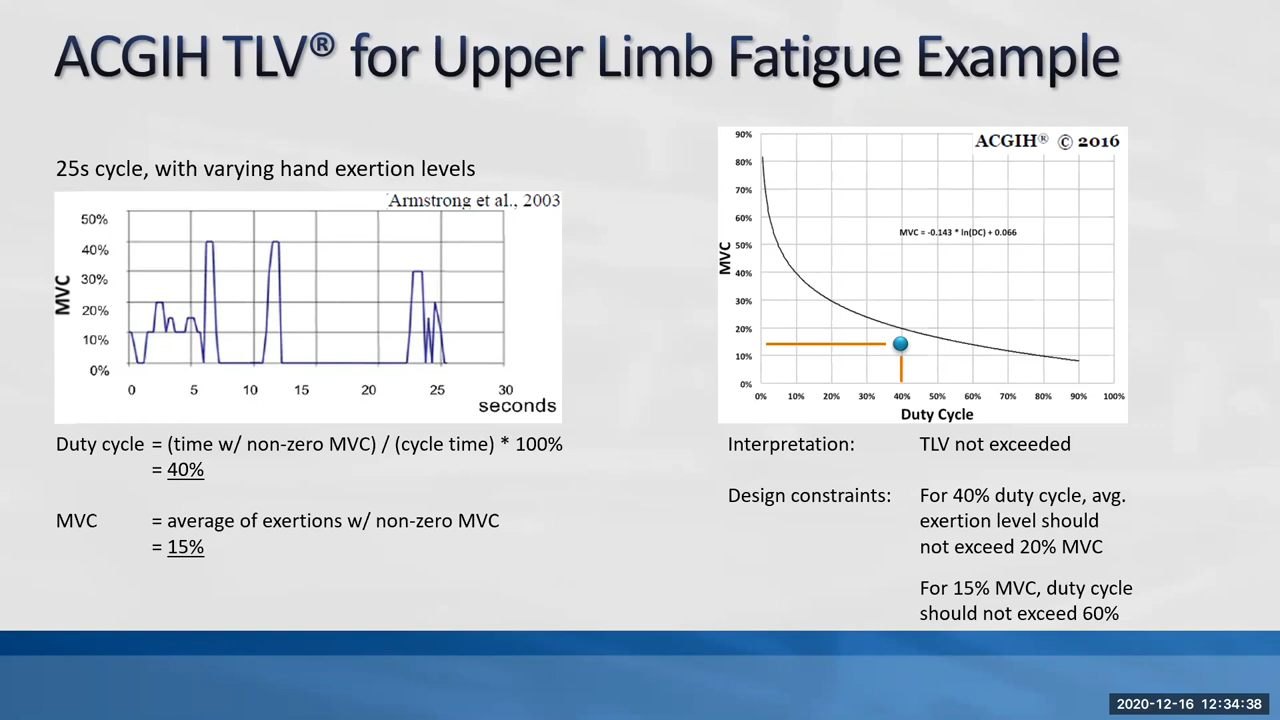 ACGIH TLV® for Upper Limb Fatigue Example
25s cycle, with varying hand exertion levels
Armstrong et al., 2003
50%
40%
30%
20%
10%
0%
MVC
0 5 10 15 20 25 30
seconds
Duty cycle = (time w/ non-zero MVC) / (cycle time) * 100%
= 40%
MVC = average of exertions w/ non-zero MVC
= 15%
ACGIH® © 2016
90%
80%
70%
60%
50%
40%
30%
20%
10%
0%
MVC
MVC = -0.143 * ln(DC) + 0.066
0% 10% 20% 30% 40% 50% 60% 70% 80% 90% 100%
Duty Cycle
Interpretation: TLV not exceeded
Design constraints: For 40% duty cycle, avg.
exertion level should
not exceed 20% MVC
For 15% MVC, duty cycle
should not exceed 60%
2020-12-16 12:34:38